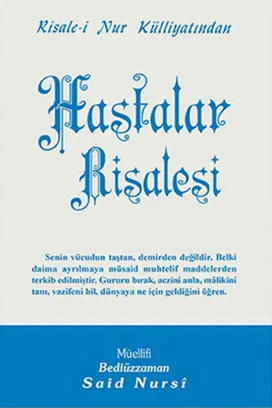 Risale-i Nur Külliyatından
Hastalar
Risalesi
Senin vücudun taştan, demirden değildir. Belki
daima ayrılmaya müsaid muhtelif maddelerden
terkib edilmiştir. Gururu bırak, aczini anla, mâlikini
tanı, vazifeni bil, dünyaya ne için geldiğini öğren.
Müellifi
Bediüzzaman
Said Nursî